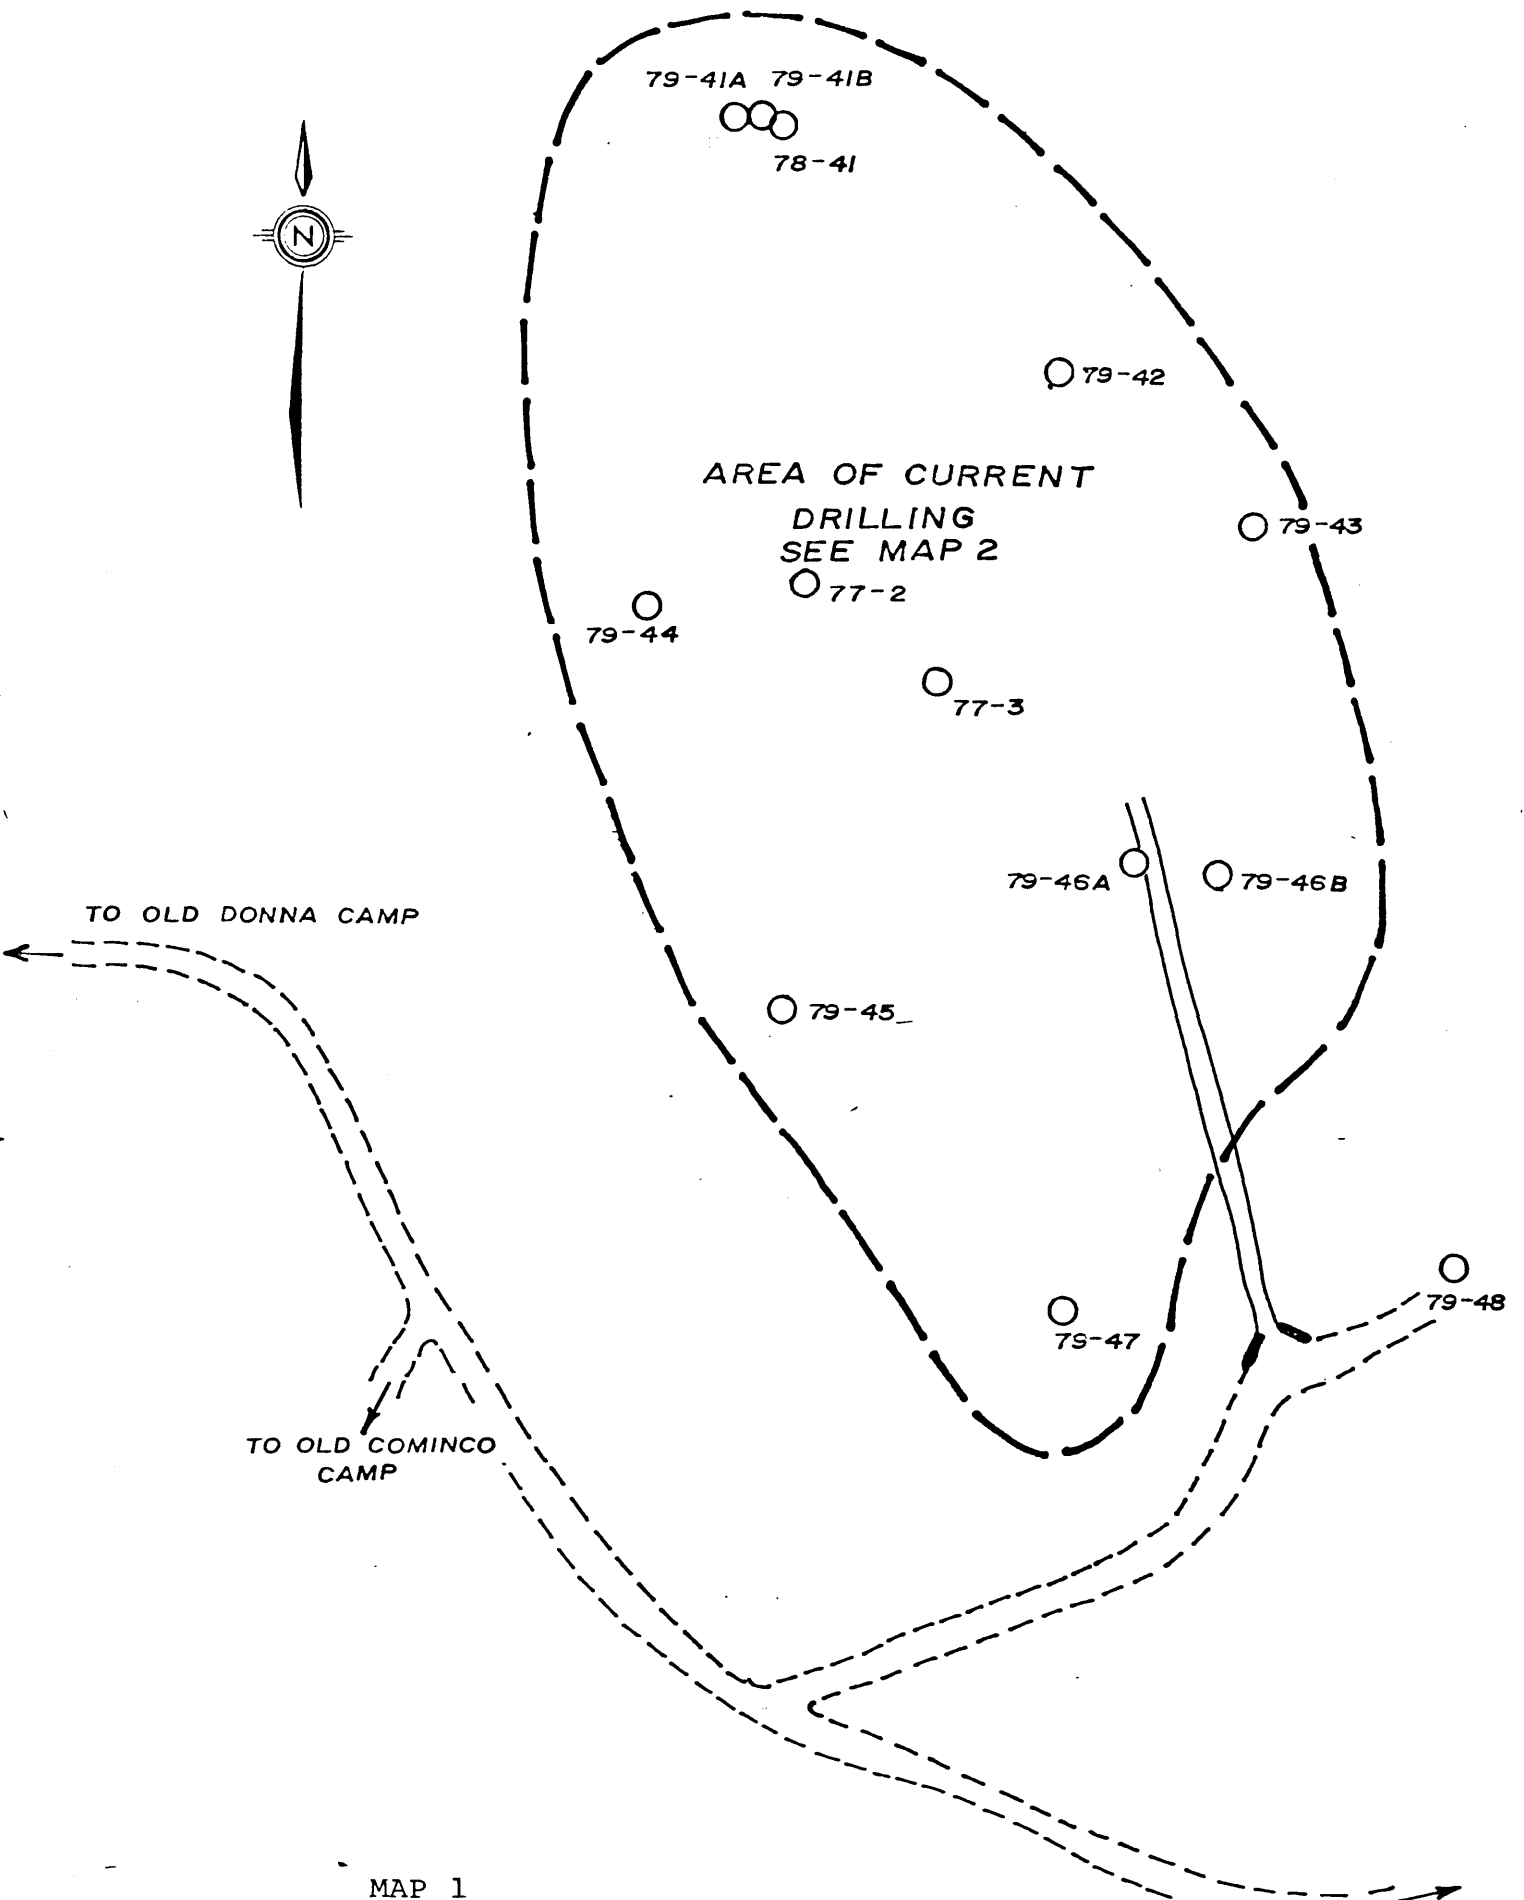 79-41A 79-41B
78-41
N
79-42
AREA OF CURRENT
DRILLING
SEE MAP 2
79-43
77-2
79-44
77-3
79-46A
79-46B
TO OLD DONNA CAMP
79-45
79-48
79-47
TO OLD COMINCO
CAMP
MAP 1